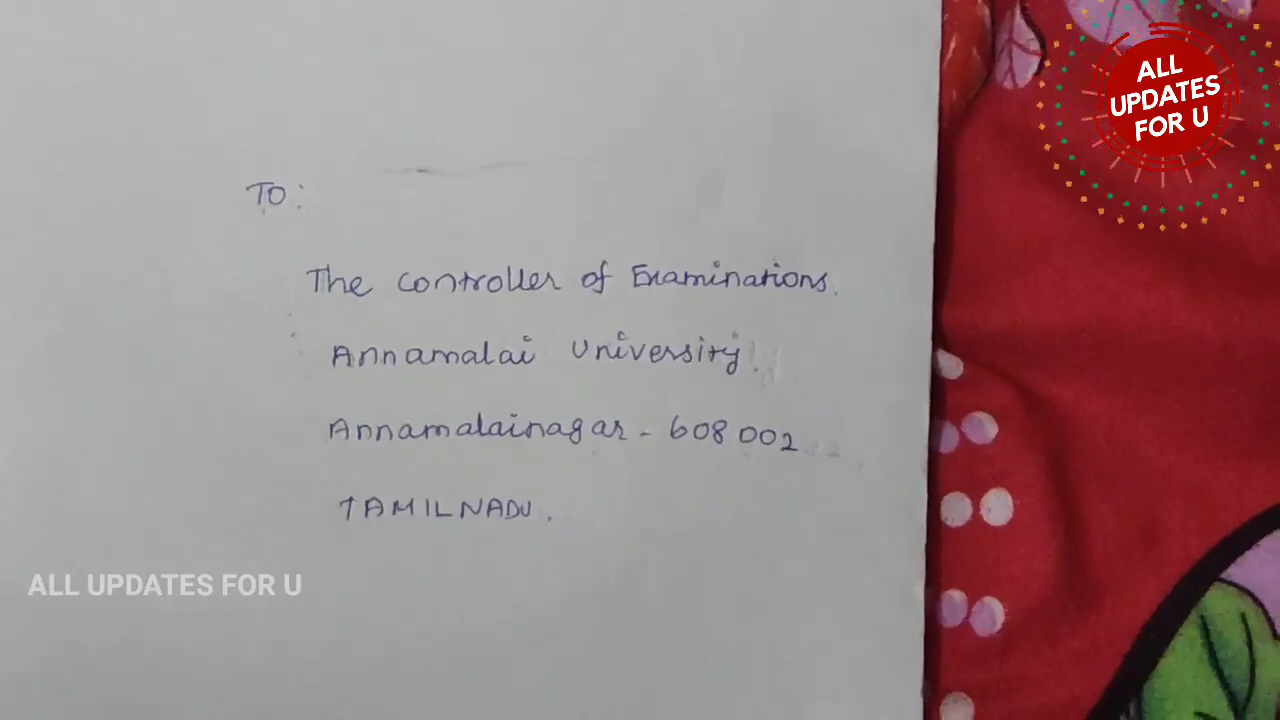 ALL
UPDATES
FOR U
TO:
The Controller of Examinations.
Annamalai University.
Annamalainagar - 608 002
TAMILNADU.
ALL UPDATES FOR U